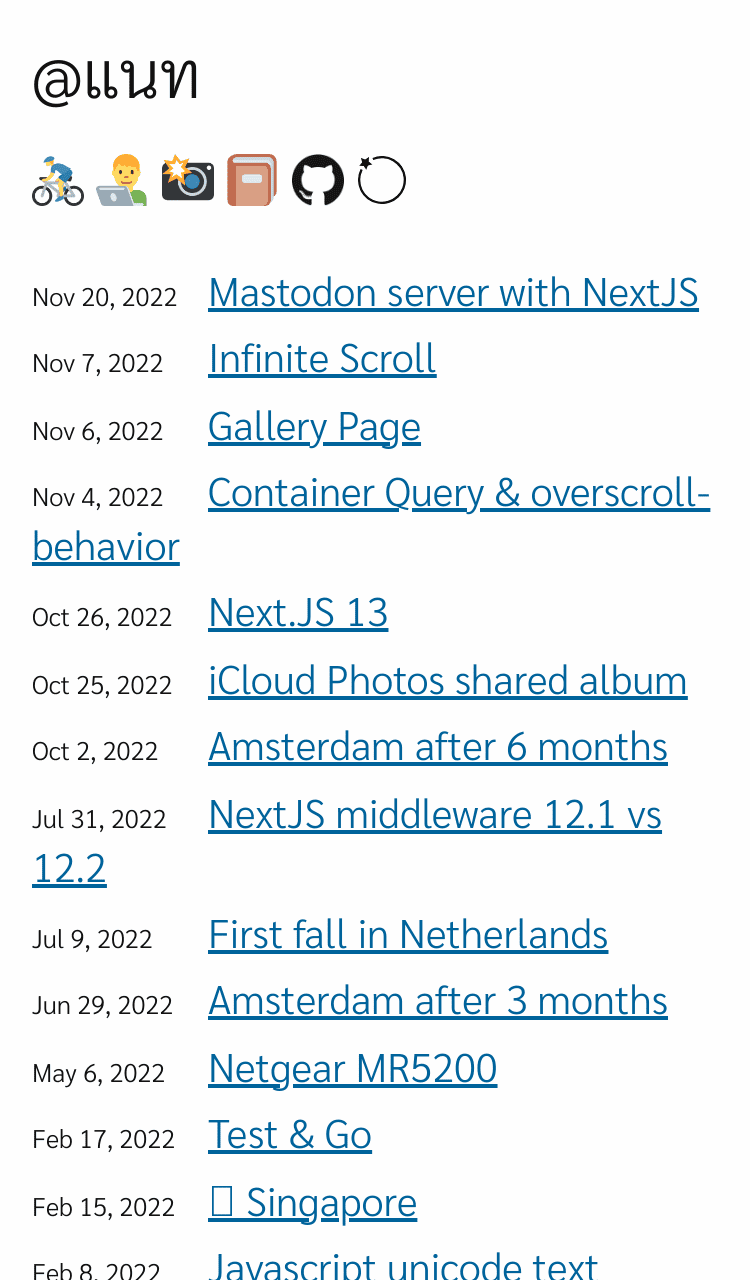 @แนท
Nov 20, 2022 Mastodon server with NextJS
Nov 7, 2022 Infinite Scroll
Nov 6, 2022 Gallery Page
Nov 4, 2022 Container Query & overscroll-
behavior
Oct 26, 2022 Next.JS 13
Oct 25, 2022 iCloud Photos shared album
Oct 2, 2022 Amsterdam after 6 months
Jul 31, 2022 NextJS middleware 12.1 vs
12.2
Jul 9, 2022 First fall in Netherlands
Jun 29, 2022 Amsterdam after 3 months
May 6, 2022 Netgear MR5200
Feb 17, 2022 Test & Go
Feb 15, 2022 Singapore
Feb 8, 2022 Javascript unicode text